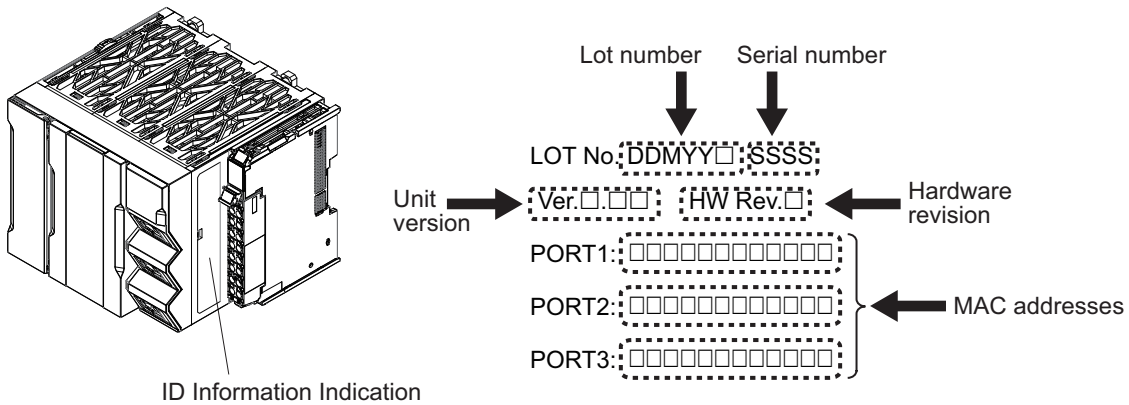 Lot number
Serial number
LOT No. DDMYY□ SSSS
Unit
version
Ver.□.□□ HW Rev.□
Hardware
revision
PORT1: □□□□□□□□□□□□
PORT2: □□□□□□□□□□□□
MAC addresses
PORT3: □□□□□□□□□□□□
ID Information Indication